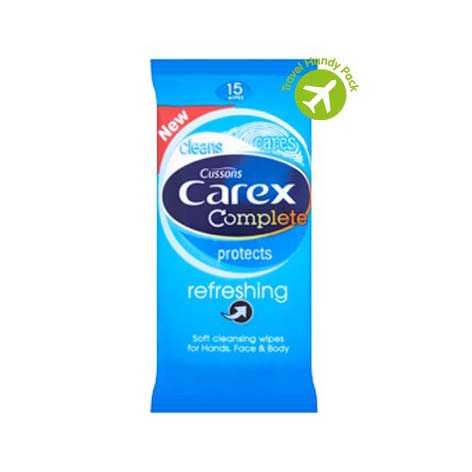 15
WIPES
Travel Handy Pack
New
cleans cares
Cussons
Carex
Complete
protects
refreshing
Soft cleansing wipes
for Hands, Face & Body